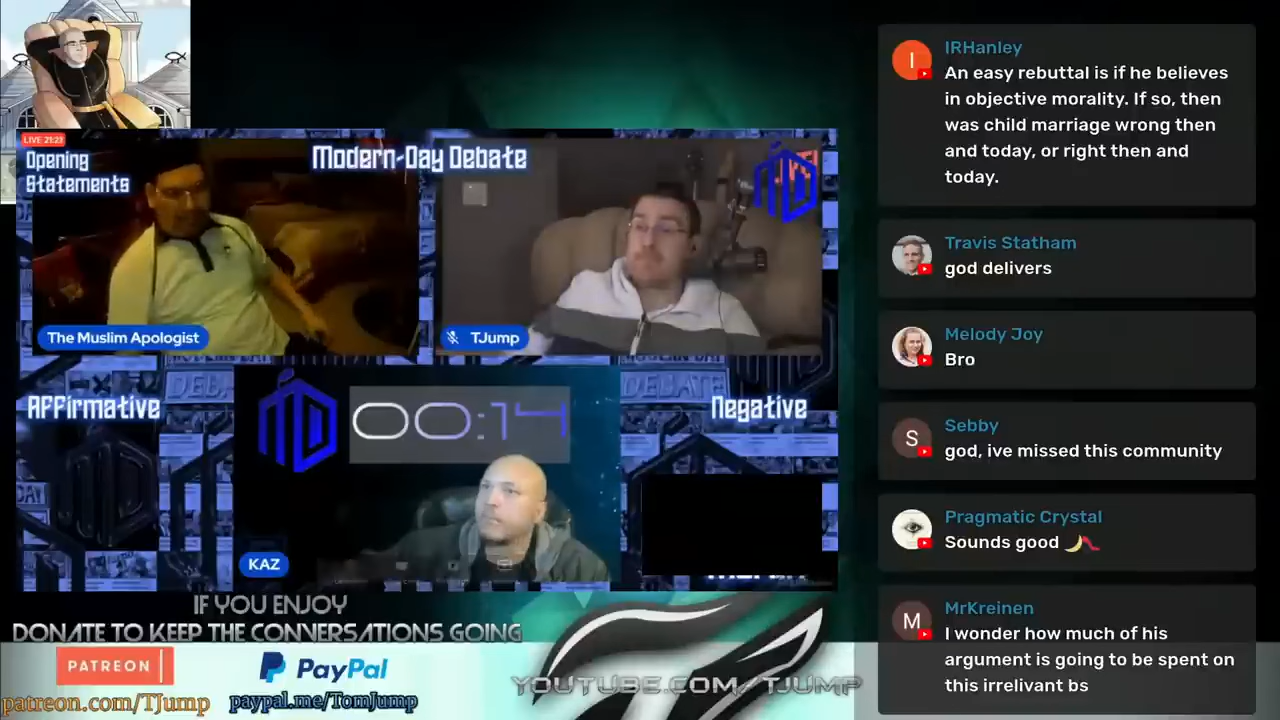 LIVE 21:23
Opening
Statements
Modern-Day Debate
The Muslim Apologist
TJump
Affirmative
Negative
00:14
KAZ
IF YOU ENJOY
DONATE TO KEEP THE CONVERSATIONS GOING
PATREON
PayPal
patreon.com/TJump
paypal.me/TomJump
YOUTUBE.COM/TJUMP
IRHanley
An easy rebuttal is if he believes
in objective morality. If so, then
was child marriage wrong then
and today, or right then and
today.
Travis Statham
god delivers
Melody Joy
Bro
Sebby
god, ive missed this community
Pragmatic Crystal
Sounds good
MrKreinen
I wonder how much of his
argument is going to be spent on
this irrelivant bs